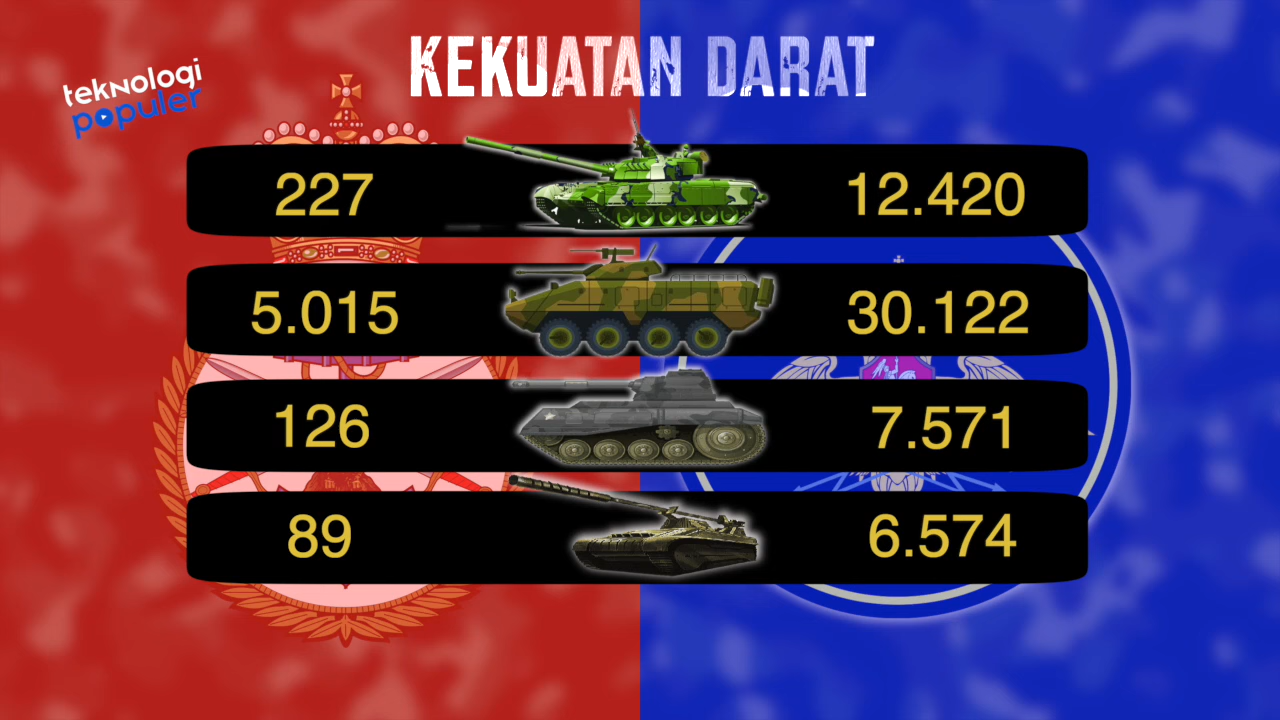 KEKUATAN DARAT
teknologi
populer
227 12.420
5.015 30.122
126 7.571
89 6.574